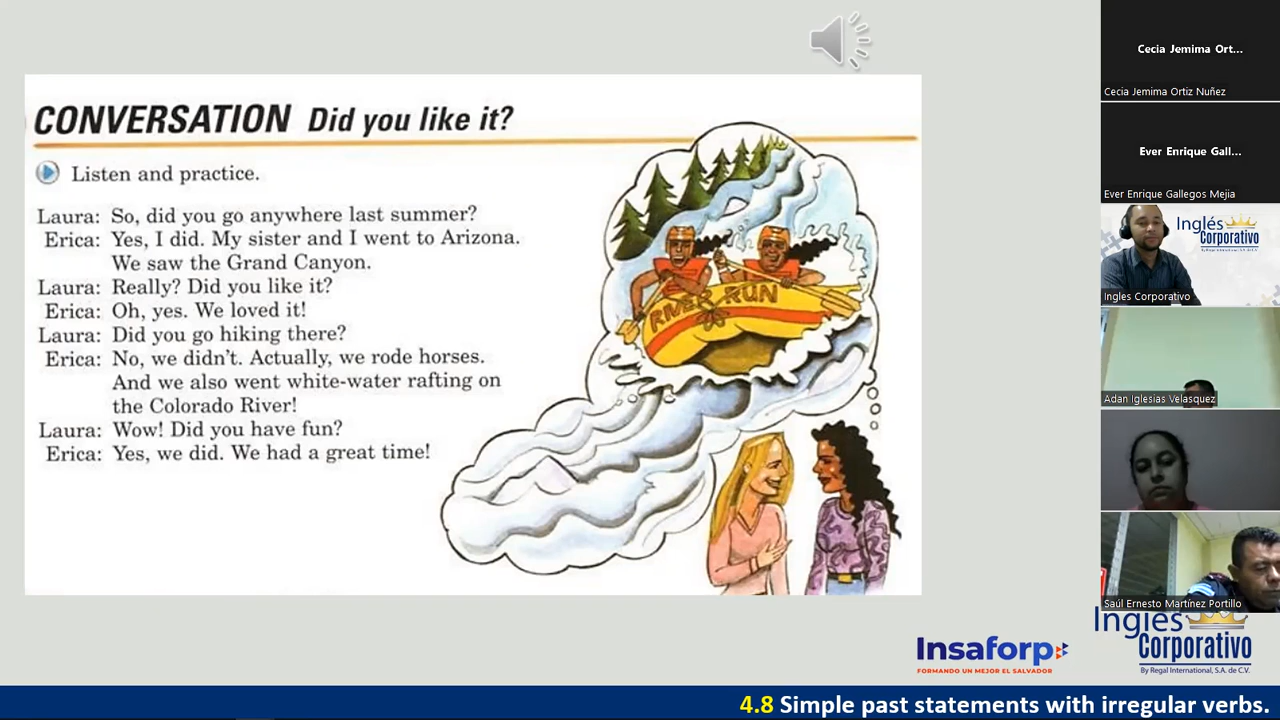 CONVERSATION Did you like it?
Listen and practice.
Laura: So, did you go anywhere last summer?
Erica: Yes, I did. My sister and I went to Arizona.
We saw the Grand Canyon.
Laura: Really? Did you like it?
Erica: Oh, yes. We loved it!
Laura: Did you go hiking there?
Erica: No, we didn't. Actually, we rode horses.
And we also went white-water rafting on
the Colorado River!
Laura: Wow! Did you have fun?
Erica: Yes, we did. We had a great time!
RIVER RUN
Cecia Jemima Ort...
Cecia Jemima Ortiz Nuñez
Ever Enrique Gall...
Ever Enrique Gallegos Mejia
Inglés
Corporativo
By Regal International, S.A. de C.V.
Ingles Corporativo
Adan Iglesias Velasquez
Saúl Ernesto Martínez Portillo
Insaforp
FORMANDO UN MEJOR EL SALVADOR
Inglés
Corporativo
By Regal International, S.A. de C.V.
4.8 Simple past statements with irregular verbs.